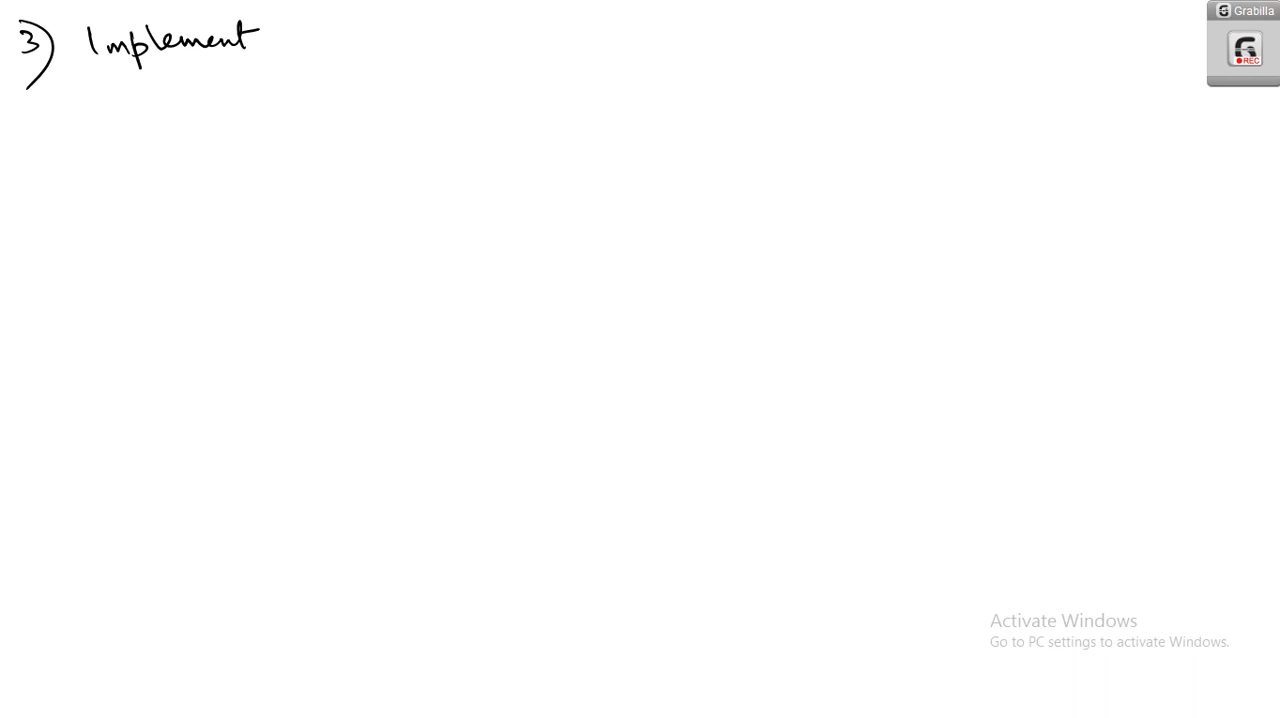 3) Implement
Grabilla
REC
Activate Windows
Go to PC settings to activate Windows.